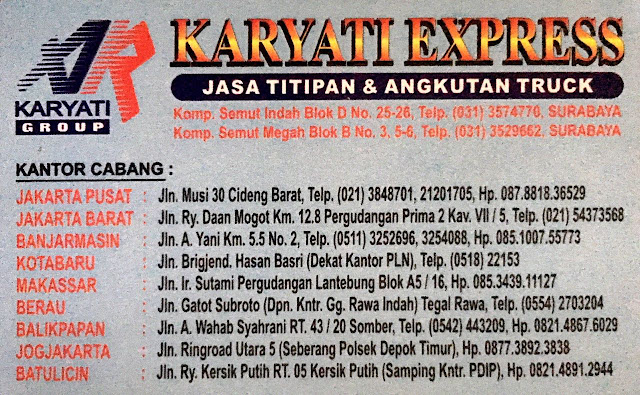 KARYATI EXPRESS
JASA TITIPAN & ANGKUTAN TRUCK
KARYATI
GROUP
Komp. Semut Indah Blok D No. 25-26, Telp. (031) 3574770, SURABAYA
Komp. Semut Megah Blok B No. 3, 5-6, Telp. (031) 3529662, SURABAYA
KANTOR CABANG :
JAKARTA PUSAT : Jln. Musi 30 Cideng Barat, Telp. (021) 3848701, 21201705, Hp. 087.8818.36529
JAKARTA BARAT : Jln. Ry. Daan Mogot Km. 12.8 Pergudangan Prima 2 Kav. VII / 5, Telp. (021) 54373568
BANJARMASIN : Jln. A. Yani Km. 5.5 No. 2, Telp. (0511) 3252696, 3254088, Hp. 085.1007.55773
KOTABARU : Jln. Brigjend. Hasan Basri (Dekat Kantor PLN), Telp. (0518) 22153
MAKASSAR : Jln. Ir. Sutami Pergudangan Lantebung Blok A5 / 16, Hp. 085.3439.11127
BERAU : Jln. Gatot Subroto (Dpn. Kntr. Gg. Rawa Indah) Tegal Rawa, Telp. (0554) 2703204
BALIKPAPAN : Jln. A. Wahab Syahrani RT. 43 / 20 Somber, Telp. (0542) 443209, Hp. 0821.4867.6029
JOGJAKARTA : Jln. Ringroad Utara 5 (Seberang Polsek Depok Timur), Hp. 0877.3892.3838
BATULICIN : Jln. Ry. Kersik Putih RT. 05 Kersik Putih (Samping Kntr. PDIP), Hp. 0821.4891.2944